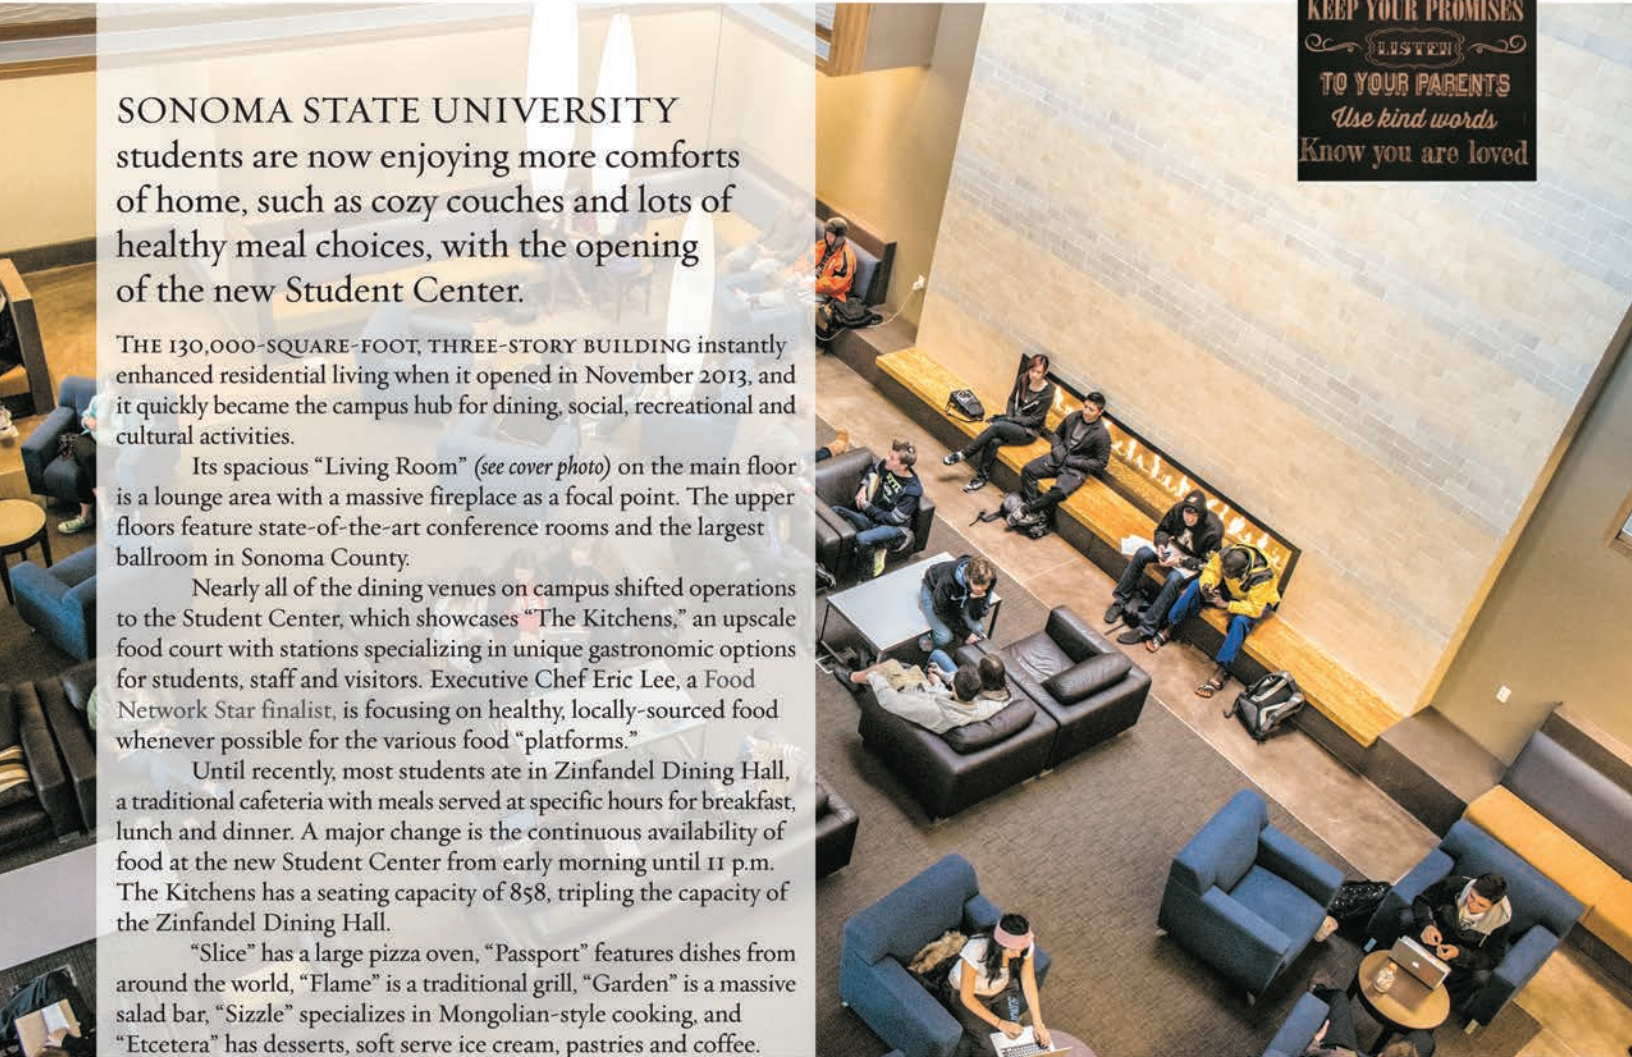 SONOMA STATE UNIVERSITY
students are now enjoying more comforts
of home, such as cozy couches and lots of
healthy meal choices, with the opening
of the new Student Center.
THE 130,000-SQUARE-FOOT, THREE-STORY BUILDING instantly
enhanced residential living when it opened in November 2013, and
it quickly became the campus hub for dining, social, recreational and
cultural activities.
Its spacious “Living Room” (see cover photo) on the main floor
is a lounge area with a massive fireplace as a focal point. The upper
floors feature state-of-the-art conference rooms and the largest
ballroom in Sonoma County.
Nearly all of the dining venues on campus shifted operations
to the Student Center, which showcases “The Kitchens,” an upscale
food court with stations specializing in unique gastronomic options
for students, staff and visitors. Executive Chef Eric Lee, a Food
Network Star finalist, is focusing on healthy, locally-sourced food
whenever possible for the various food “platforms.”
Until recently, most students ate in Zinfandel Dining Hall,
a traditional cafeteria with meals served at specific hours for breakfast,
lunch and dinner. A major change is the continuous availability of
food at the new Student Center from early morning until 11 p.m.
The Kitchens has a seating capacity of 858, tripling the capacity of
the Zinfandel Dining Hall.
“Slice” has a large pizza oven, “Passport” features dishes from
around the world, “Flame” is a traditional grill, “Garden” is a massive
salad bar, “Sizzle” specializes in Mongolian-style cooking, and
“Etcetera” has desserts, soft serve ice cream, pastries and coffee.
KEEP YOUR PROMISES
LISTEN
TO YOUR PARENTS
Use kind words
Know you are loved